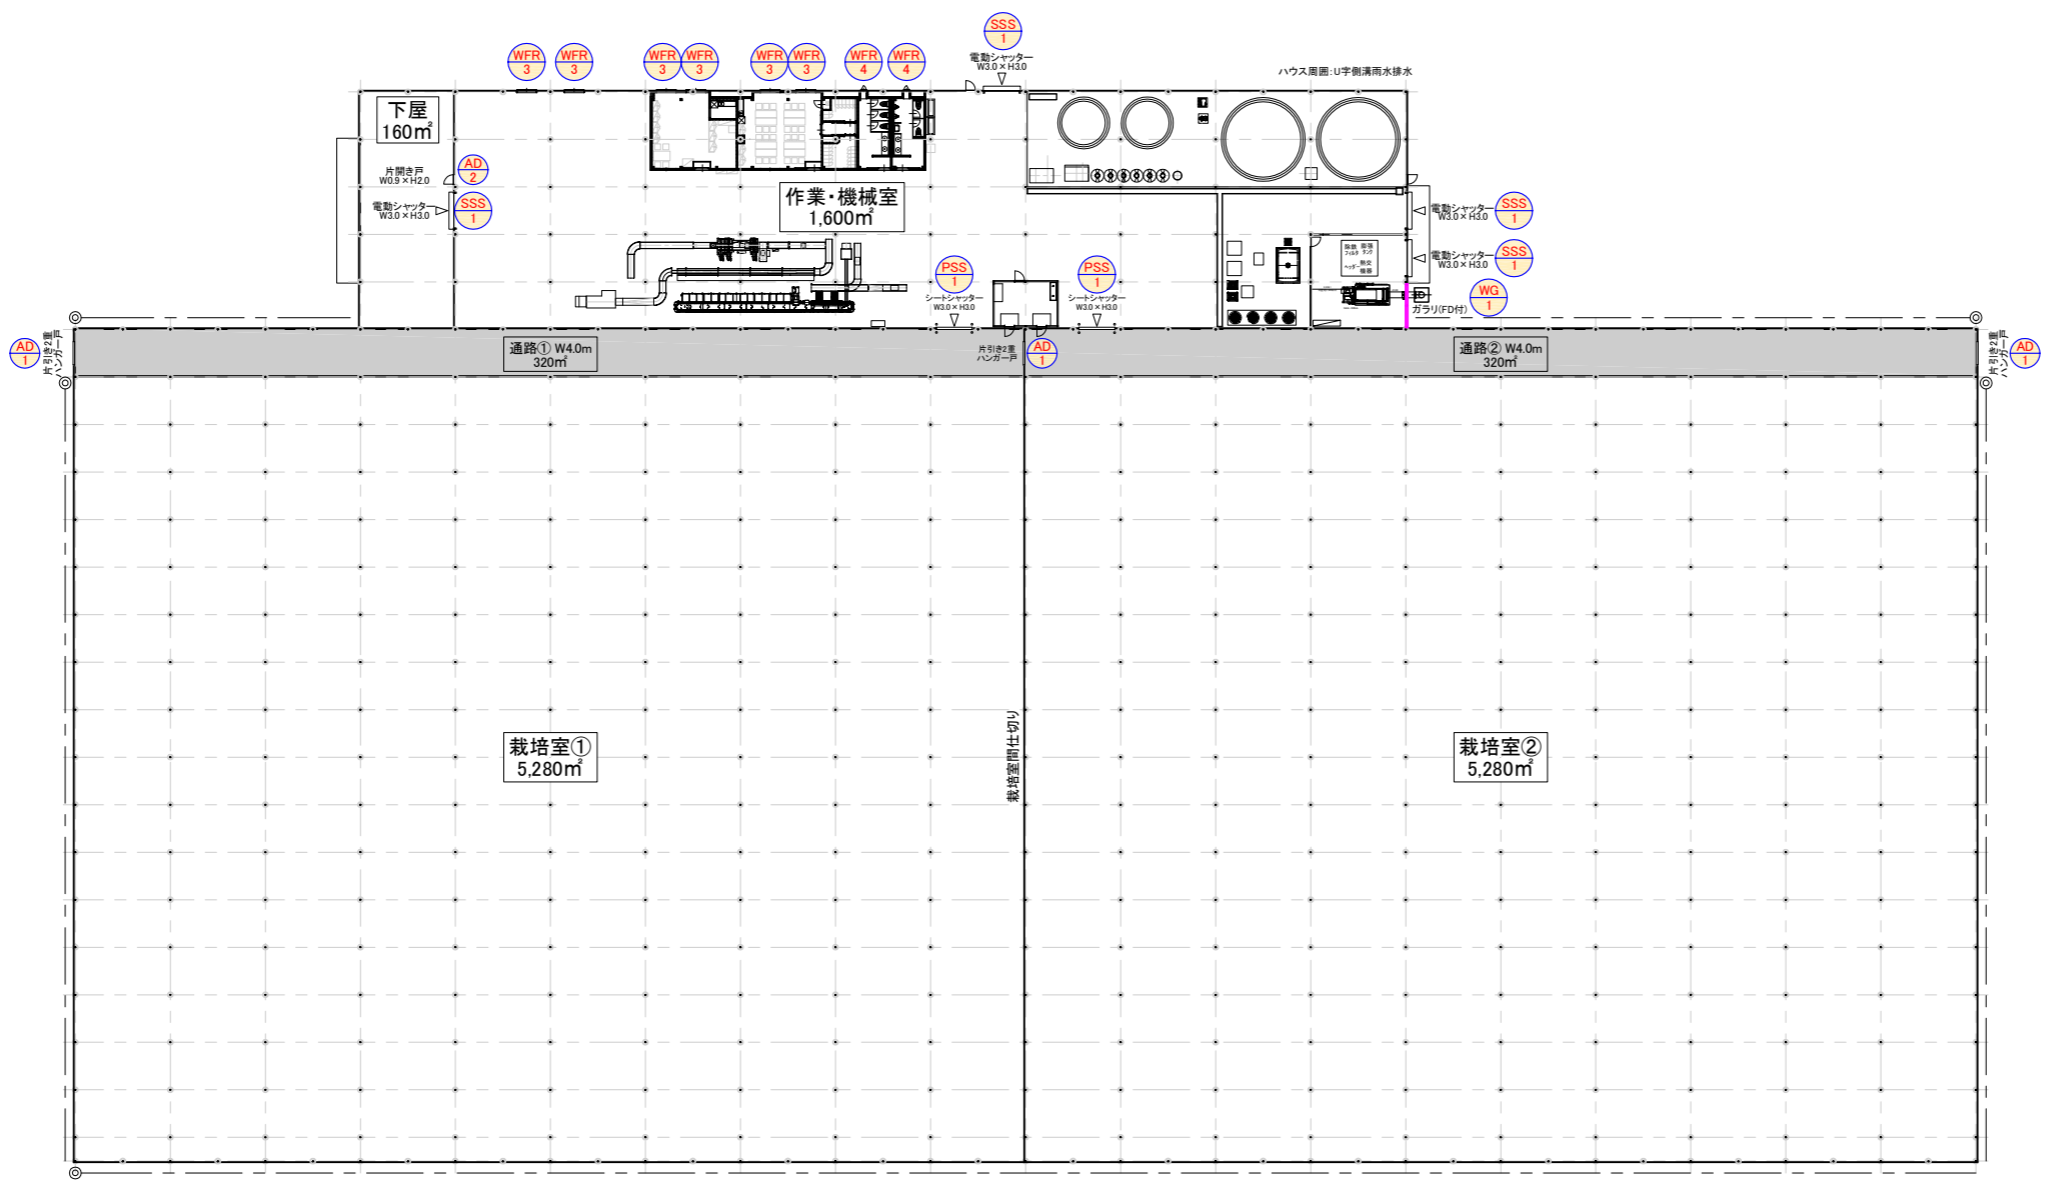 SSS
1
電動シャッター
W3.0×H3.0
WFR
3
WFR
3
WFR
3
WFR
3
WFR
3
WFR
3
WFR
4
WFR
4
ハウス周囲:U字側溝雨水排水
下屋
160㎡
片開き戸
W0.9×H2.0
AD
2
電動シャッター
W3.0×H3.0
SSS
1
作業・機械室
1,600㎡
電動シャッター
W3.0×H3.0
SSS
1
電動シャッター
W3.0×H3.0
SSS
1
PSS
1
シートシャッター
W3.0×H3.0
PSS
1
シートシャッター
W3.0×H3.0
WG
1
ガラリ(FD付)
AD
1
片引き2重
ハンガー戸
通路① W4.0m
320㎡
片引き2重
ハンガー戸
AD
1
通路② W4.0m
320㎡
片引き2重
ハンガー戸
AD
1
栽培室①
5,280㎡
栽培室間仕切り
栽培室②
5,280㎡